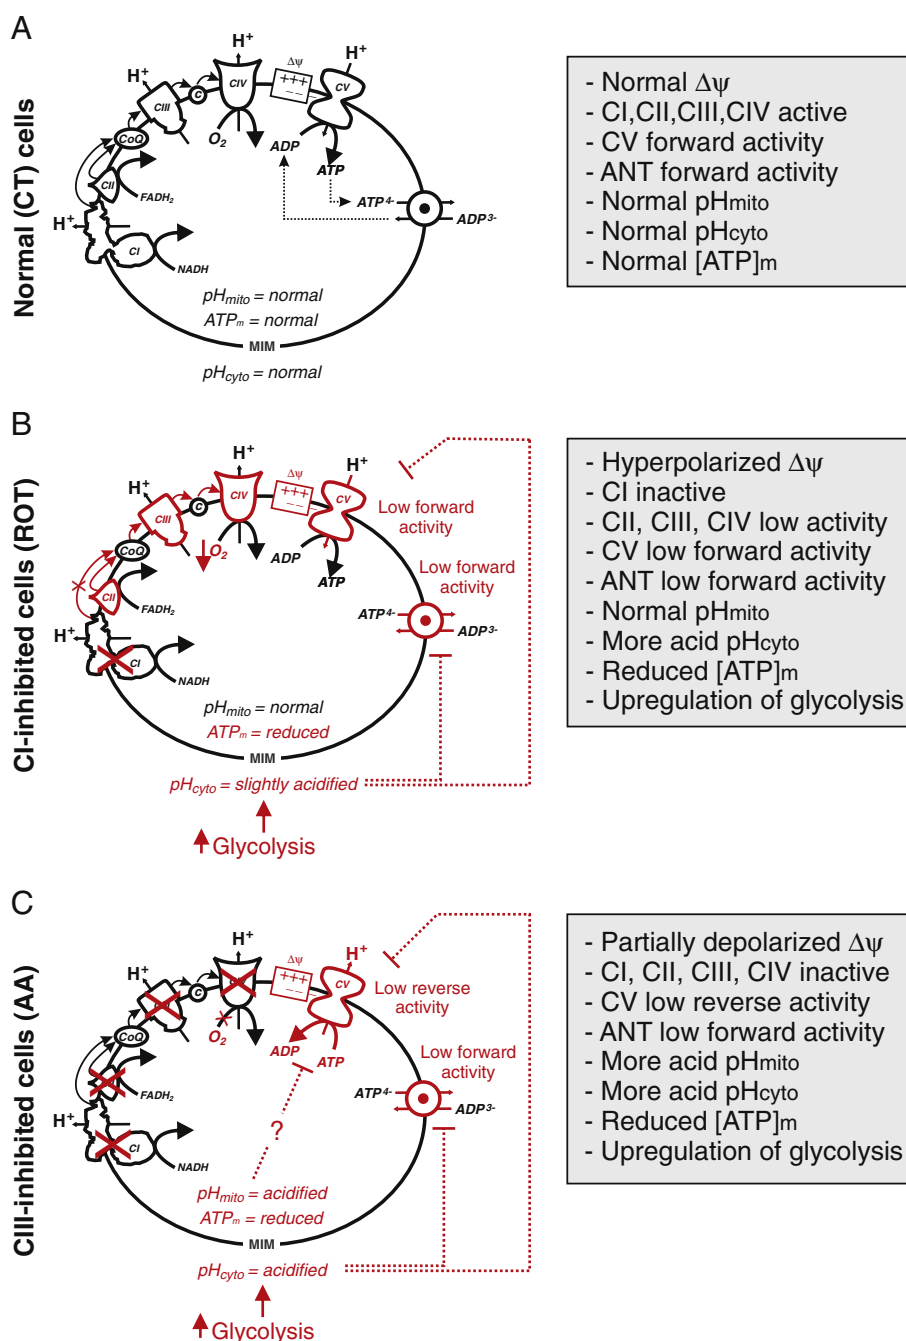 A
Normal (CT) cells
H+
H+
H+
Δψ
+++
---
CIV
CV
CIII
C
CoQ
O2
ADP
ATP
CII
FADH2
ATP4-
ADP3-
H+
CI
NADH
pHmito = normal
ATPm = normal
MIM
pHcyto = normal
- Normal Δψ
- CI,CII,CIII,CIV active
- CV forward activity
- ANT forward activity
- Normal pHmito
- Normal pHcyto
- Normal [ATP]m
B
CI-inhibited cells (ROT)
H+
H+
H+
Δψ
+++
---
CIV
CV
CIII
C
CoQ
O2
ADP
ATP
Low forward
activity
Low forward
activity
CII
FADH2
ATP4-
ADP3-
H+
CI
NADH
pHmito = normal
ATPm = reduced
MIM
pHcyto = slightly acidified
Glycolysis
- Hyperpolarized Δψ
- CI inactive
- CII, CIII, CIV low activity
- CV low forward activity
- ANT low forward activity
- Normal pHmito
- More acid pHcyto
- Reduced [ATP]m
- Upregulation of glycolysis
C
CIII-inhibited cells (AA)
H+
H+
H+
Δψ
+++
---
CV
C
CoQ
O2
ADP
ATP
Low reverse
activity
Low forward
activity
FADH2
ATP4-
ADP3-
H+
CI
NADH
?
pHmito = acidified
ATPm = reduced
MIM
pHcyto = acidified
Glycolysis
- Partially depolarized Δψ
- CI, CII, CIII, CIV inactive
- CV low reverse activity
- ANT low forward activity
- More acid pHmito
- More acid pHcyto
- Reduced [ATP]m
- Upregulation of glycolysis